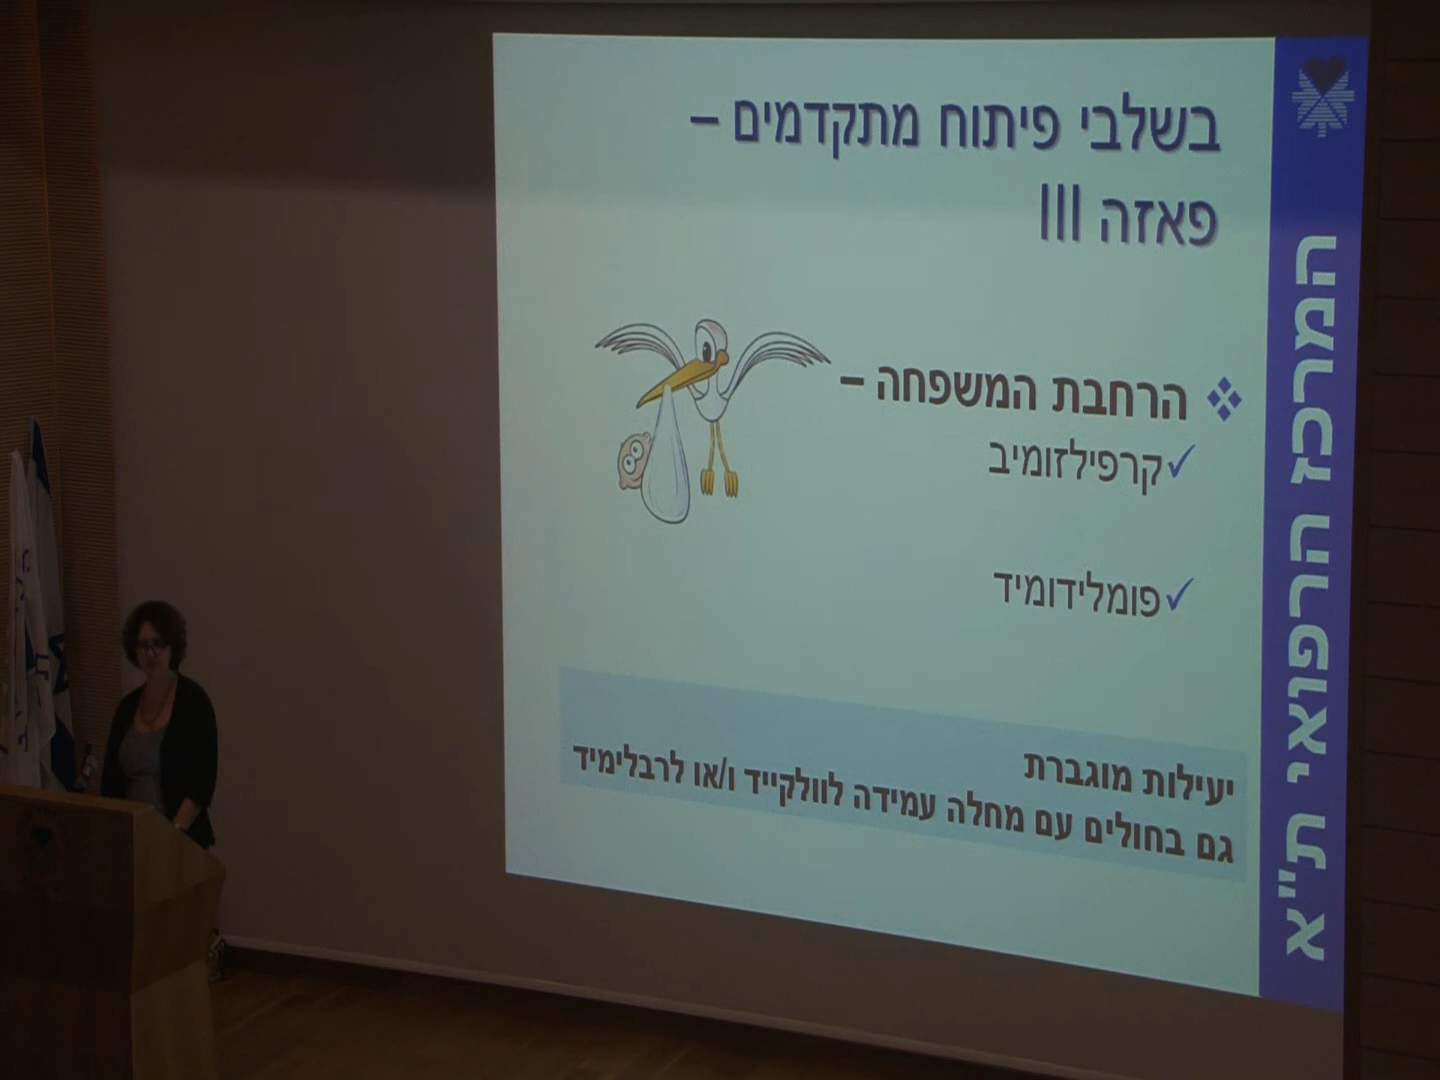 בשלבי פיתוח מתקדמים –
פאזה III
הרחבת המשפחה –
קרפילזומיב
פומלידומיד
יעילות מוגברת
גם בחולים עם מחלה עמידה לוולקייד ו/או לרבלימיד
המרכז הרפואי ת"א